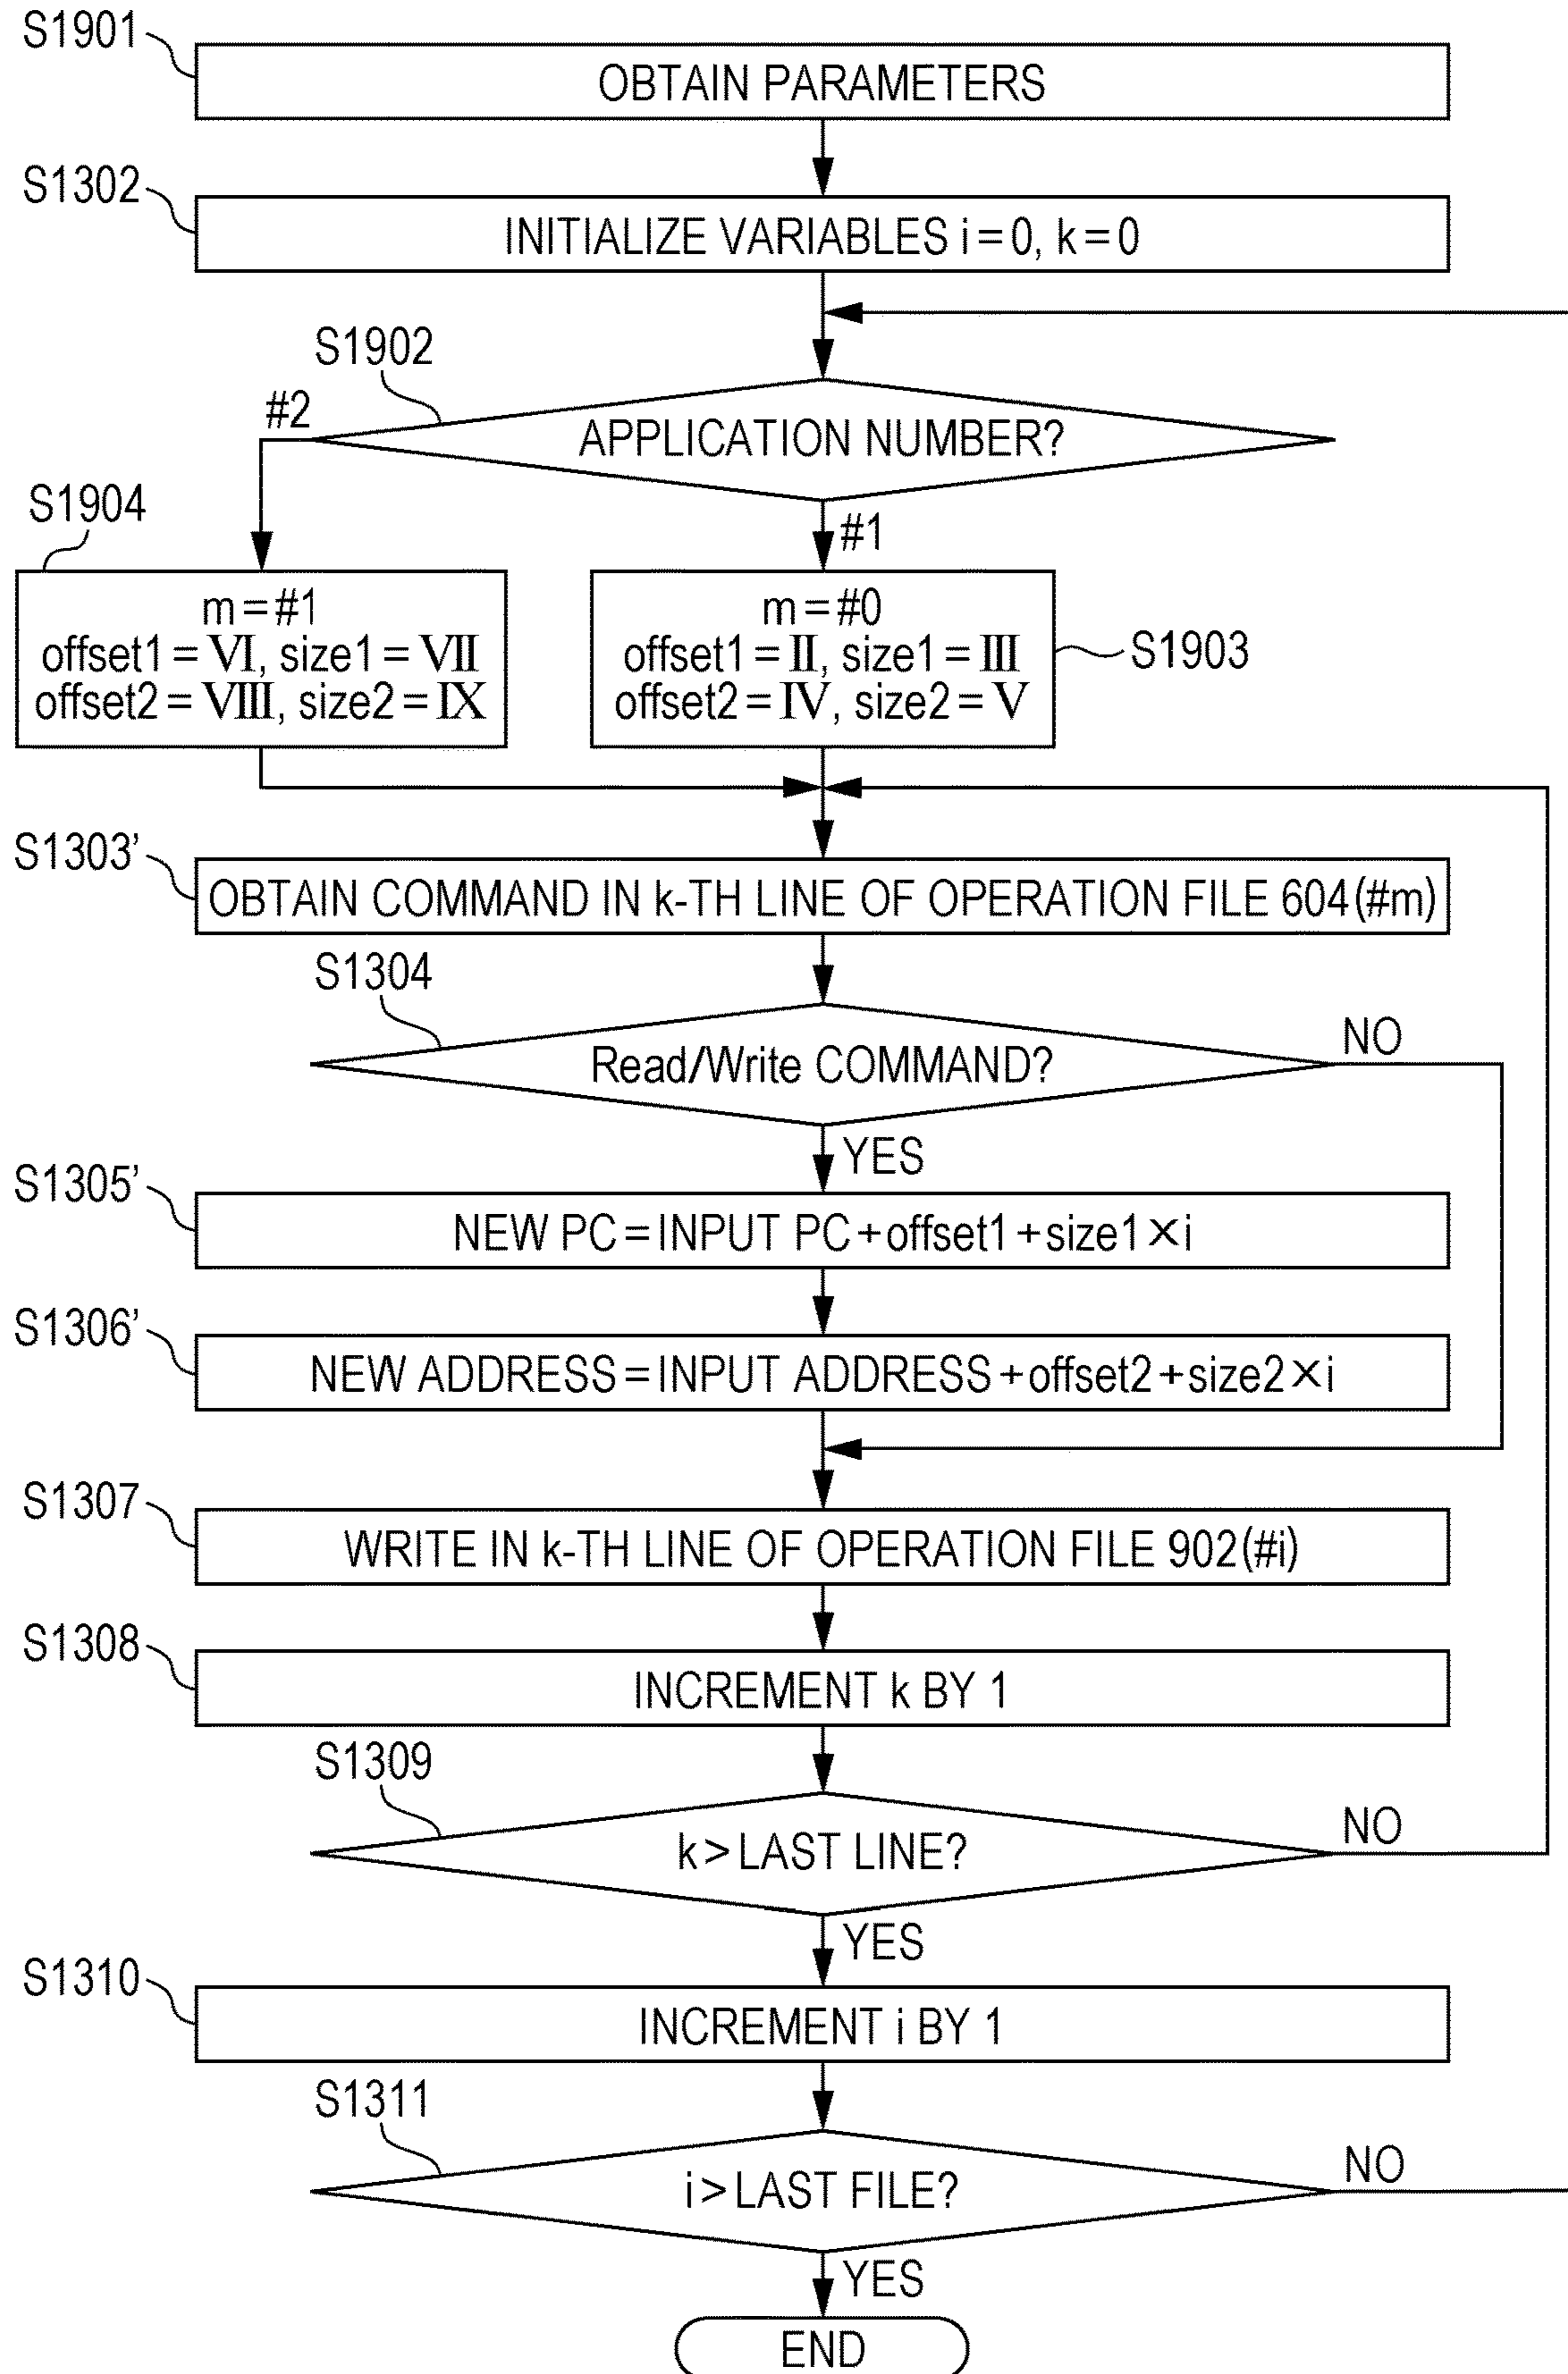 S1901
OBTAIN PARAMETERS
S1302
INITIALIZE VARIABLES i=0, k=0
S1902
APPLICATION NUMBER?
#2
#1
S1904
m=#1
offset1=Ⅵ, size1=Ⅶ
offset2=Ⅷ, size2=Ⅸ
m=#0
offset1=Ⅱ, size1=Ⅲ
offset2=Ⅳ, size2=Ⅴ
S1903
S1303'
OBTAIN COMMAND IN k-TH LINE OF OPERATION FILE 604(#m)
S1304
Read/Write COMMAND?
NO
YES
S1305'
NEW PC=INPUT PC+offset1+size1×i
S1306'
NEW ADDRESS=INPUT ADDRESS+offset2+size2×i
S1307
WRITE IN k-TH LINE OF OPERATION FILE 902(#i)
S1308
INCREMENT k BY 1
S1309
k>LAST LINE?
NO
YES
S1310
INCREMENT i BY 1
S1311
i>LAST FILE?
NO
YES
END